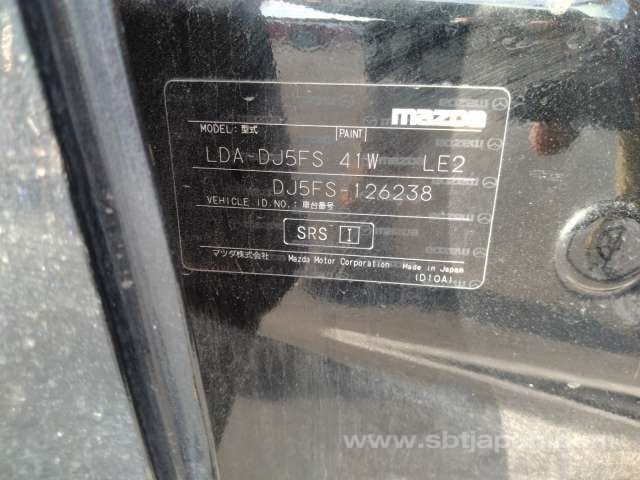 mazda
MODEL: 型式 PAINT
LDA-DJ5FS 41W LE2
DJ5FS-126238
VEHICLE ID.NO.: 車台番号
SRS I
マツダ株式会社 Mazda Motor Corporation Made in Japan
www.sbtjapan.com